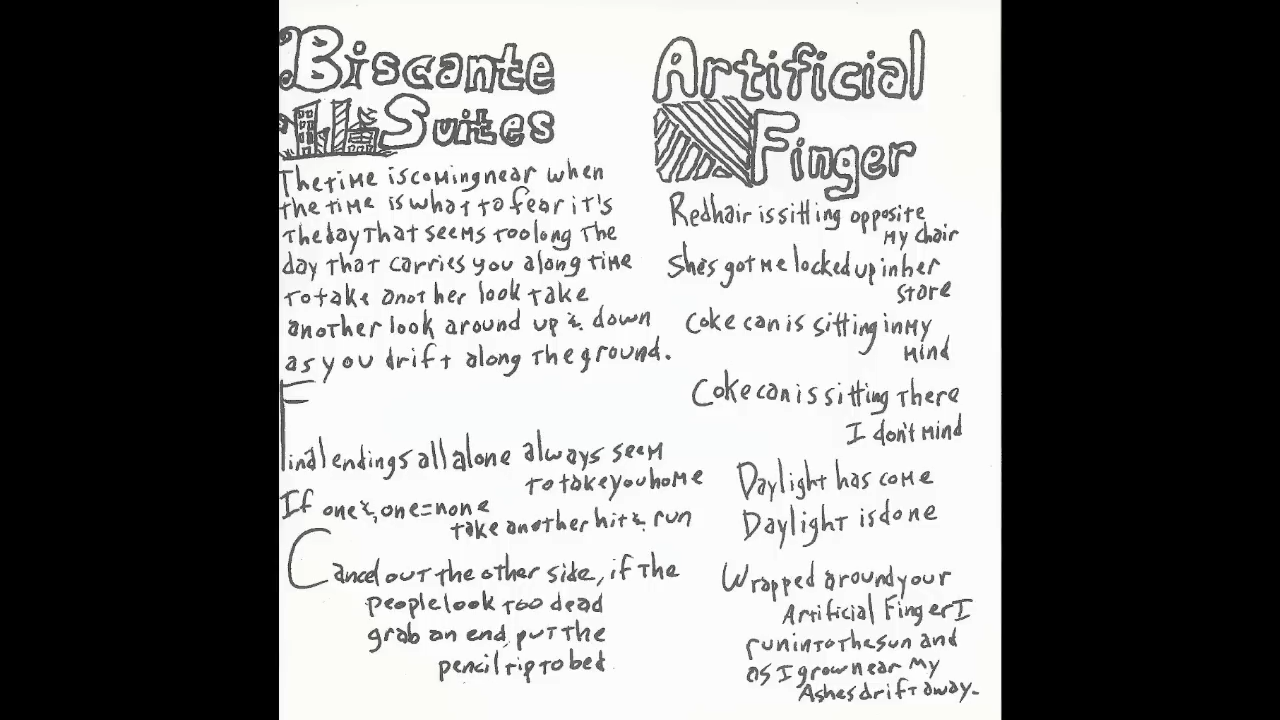 Biscante
Suites
The time is coming near when
the time is what to fear it's
the day that seems too long the
day that carries you along time
to take another look take
another look around up & down
as you drift along the ground.
Final endings all alone always seem
to take you home
If one & one = none
take another hit & run
Cancel out the other side, if the
people look too dead
grab an end, put the
pencil, rip to bed
Artificial
Finger
Redhair is sitting opposite
my chair
She's got me locked up in her
store
Coke can is sitting in my
mind
Coke can is sitting there
I don't mind
Daylight has come
Daylight is done
Wrapped around your
Artificial Finger I
run into the sun and
as I grow near my
Ashes drift away.